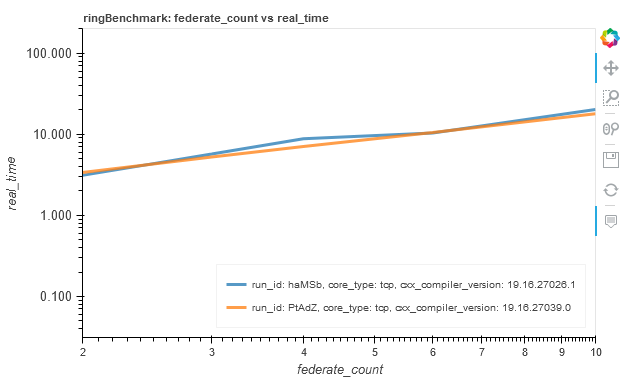 ringBenchmark: federate_count vs real_time
100.000
10.000
1.000
0.100
real_time
run_id: haMSb, core_type: tcp, cxx_compiler_version: 19.16.27026.1
run_id: PtAdZ, core_type: tcp, cxx_compiler_version: 19.16.27039.0
2 3 4 5 6 7 8 9 10
federate_count